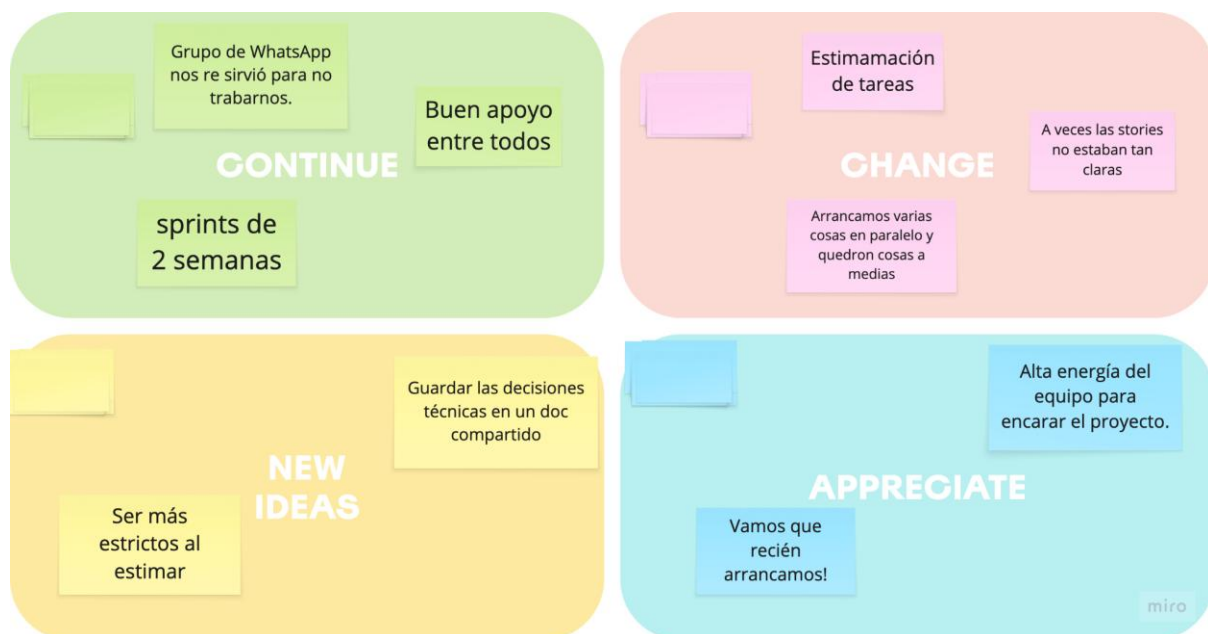 Grupo de WhatsApp
nos re sirvió para no
trabarnos.
Buen apoyo
entre todos
CONTINUE
sprints de
2 semanas
Estimamación
de tareas
A veces las stories
no estaban tan
claras
CHANGE
Arrancamos varias
cosas en paralelo y
quedron cosas a
medias
Guardar las decisiones
técnicas en un doc
compartido
NEW
IDEAS
Ser más
estrictos al
estimar
Alta energía del
equipo para
encarar el proyecto.
APPRECIATE
Vamos que
recién
arrancamos!
miro